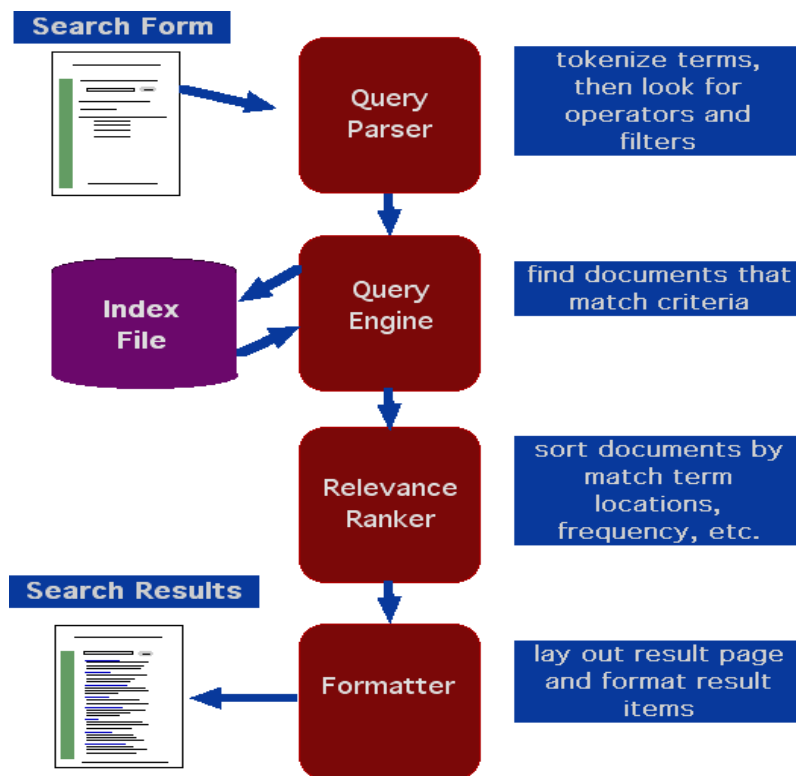 Search Form
Query
Parser
tokenize terms,
then look for
operators and
filters
Index
File
Query
Engine
find documents that
match criteria
Relevance
Ranker
sort documents by
match term
locations,
frequency, etc.
Search Results
Formatter
lay out result page
and format result
items